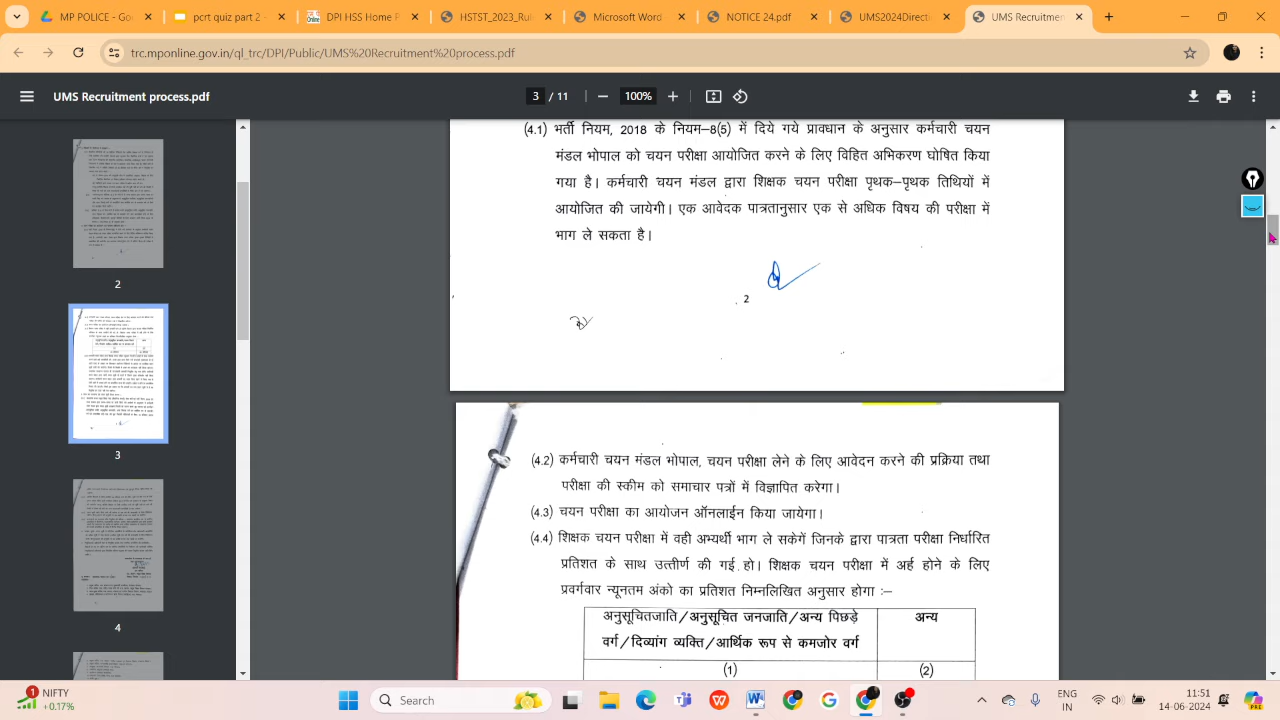 pcrt quiz part 2 -
DPI HSS Home P
HSTST_2023_Rul
Microsoft Word
NOTICE 24.pdf
UMS2024Directi
UMS Recruitmen
trc.mponline.gov.in/ql_trc/DPI/Public/UMS%20Recruitment%20process.pdf
UMS Recruitment process.pdf
3 / 11
100%
(4.1) भर्ती नियम, 2018 के नियम–8(5) में दिये गये प्रावधान के अनुसार कर्मचारी चयन
मंडल भोपाल को चयन परीक्षा आयोजित करने के लिए विहित अभिकरण घोषित किया
गया है। कर्मचारी चयन मंडल द्वारा शिक्षक चयन परीक्षा पृथक–पृथक तिथियों में
आयोजित की जायेगी। एक आवेदक पात्रतानुसार एक से अधिक विषय की परीक्षा में
भाग ले सकता है।
2
2
3
4
(4.2) कर्मचारी चयन मंडल भोपाल, चयन परीक्षा लेने के लिए आवेदन करने की प्रक्रिया तथा
परीक्षा की स्कीम को समाचार पत्रों में विज्ञापित करेगा।
(4.3) चयन परीक्षा का आयोजन ऑनलाईन किया जायेगा।
(4.4) शिक्षक चयन परीक्षा में वही अभ्यर्थी भाग ले सकेंगे जिनके द्वारा पात्रता परीक्षा निर्धारित
प्रतिशत के साथ उत्तीर्ण की गई हो। शिक्षक चयन परीक्षा में अर्ह होने के लिए
प्रवर्गवार न्यूनतम अंको का प्रतिशत निम्नलिखित अनुसार होगा :–
अनुसूचितजाति/अनुसूचित जनजाति/अन्य पिछड़े
वर्ग/दिव्यांग व्यक्ति/आर्थिक रूप से कमजोर वर्ग
अन्य
(1)
(2)
1
NIFTY
+0.17%
Search
ENG
IN
11:51
14-06-2024
PRE